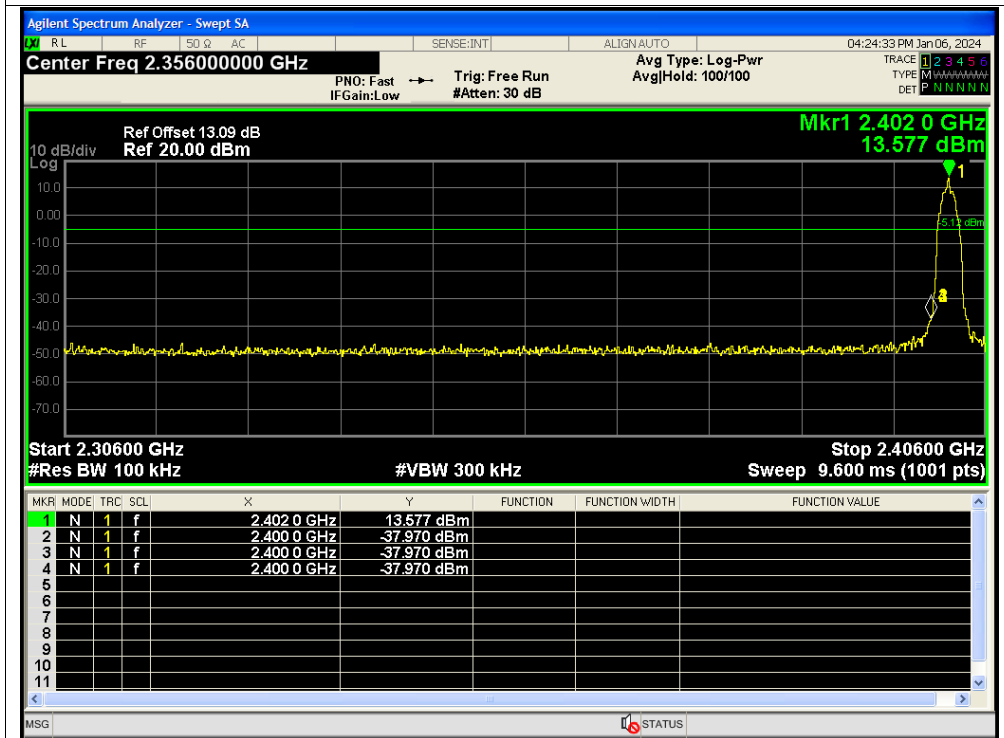 Agilent Spectrum Analyzer - Swept SA
LXI RL RF 50 Ω AC SENSE:INT ALIGNAUTO 04:24:33 PM Jan 06, 2024
Center Freq 2.356000000 GHz
PNO: Fast
IFGain:Low
Trig: Free Run
#Atten: 30 dB
Avg Type: Log-Pwr
Avg|Hold: 100/100
TRACE 1 2 3 4 5 6
TYPE M
DET P N N N N N
Mkr1 2.402 0 GHz
13.577 dBm
Ref Offset 13.09 dB
10 dB/div Ref 20.00 dBm
Log
1
10.0
0.00
-5.12 dBm
-10.0
-20.0
-30.0
-40.0
-50.0
-60.0
-70.0
Start 2.30600 GHz Stop 2.40600 GHz
#Res BW 100 kHz #VBW 300 kHz Sweep 9.600 ms (1001 pts)
MKR MODE TRC SCL X Y FUNCTION FUNCTION WIDTH FUNCTION VALUE
1 N 1 f 2.402 0 GHz 13.577 dBm
2 N 1 f 2.400 0 GHz -37.970 dBm
3 N 1 f 2.400 0 GHz -37.970 dBm
4 N 1 f 2.400 0 GHz -37.970 dBm
5
6
7
8
9
10
11
MSG STATUS